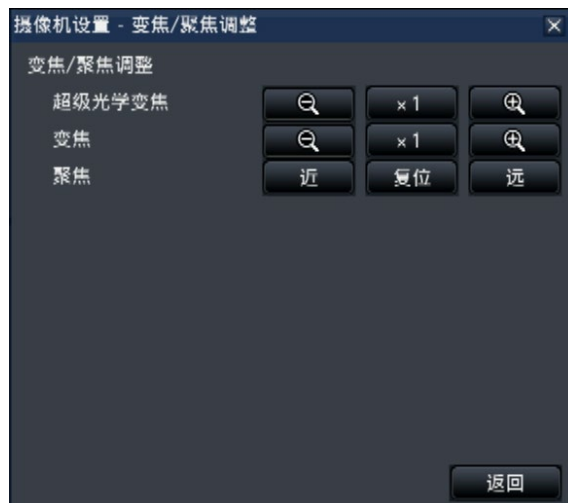 摄像机设置 - 变焦/聚焦调整
变焦/聚焦调整
超级光学变焦 ×1
变焦 ×1
聚焦 近 复位 远
返回